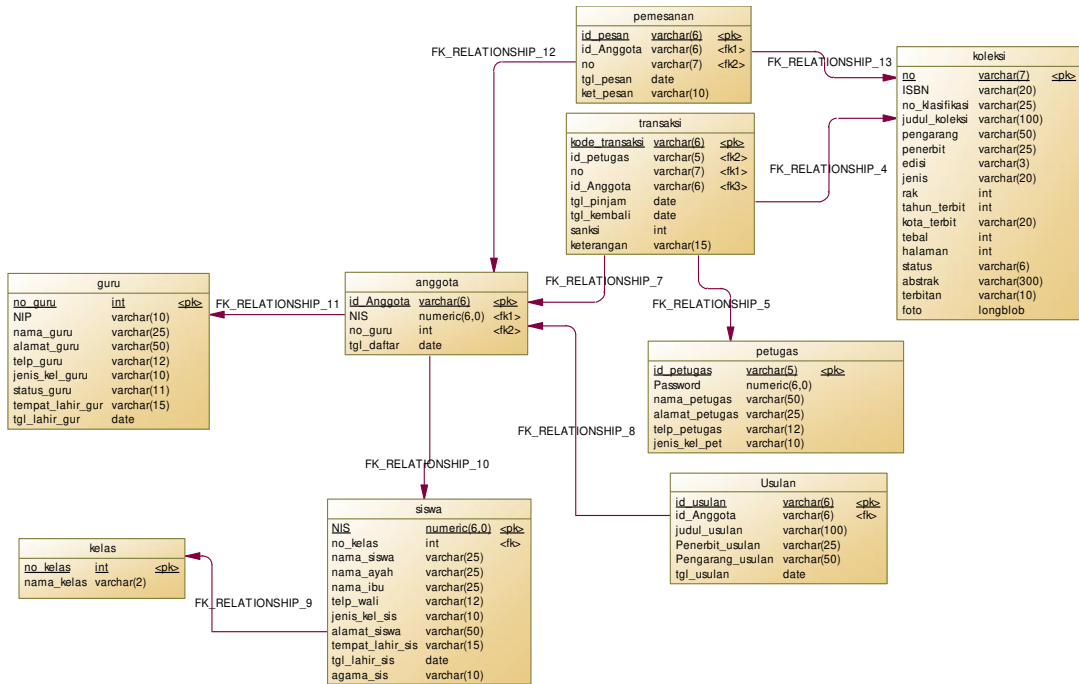 pemesanan
id_pesan varchar(6) <pk>
id_Anggota varchar(6) <fk1>
no varchar(7) <fk2>
tgl_pesan date
ket_pesan varchar(10)
FK_RELATIONSHIP_12
FK_RELATIONSHIP_13
koleksi
no varchar(7) <pk>
ISBN varchar(20)
no_klasifikasi varchar(25)
judul_koleksi varchar(100)
pengarang varchar(50)
penerbit varchar(25)
edisi varchar(3)
jenis varchar(20)
rak int
tahun_terbit int
kota_terbit varchar(20)
tebal int
halaman int
status varchar(6)
abstrak varchar(300)
terbitan varchar(10)
foto longblob
transaksi
kode_transaksi varchar(6) <pk>
id_petugas varchar(5) <fk2>
no varchar(7) <fk1>
id_Anggota varchar(6) <fk3>
tgl_pinjam date
tgl_kembali date
sanksi int
keterangan varchar(15)
FK_RELATIONSHIP_4
FK_RELATIONSHIP_7
FK_RELATIONSHIP_5
guru
no_guru int <pk>
NIP varchar(10)
nama_guru varchar(25)
alamat_guru varchar(50)
telp_guru varchar(12)
jenis_kel_guru varchar(10)
status_guru varchar(11)
tempat_lahir_gur varchar(15)
tgl_lahir_gur date
FK_RELATIONSHIP_11
anggota
id_Anggota varchar(6) <pk>
NIS numeric(6,0) <fk1>
no_guru int <fk2>
tgl_daftar date
petugas
id_petugas varchar(5) <pk>
Password numeric(6,0)
nama_petugas varchar(50)
alamat_petugas varchar(25)
telp_petugas varchar(12)
jenis_kel_pet varchar(10)
FK_RELATIONSHIP_8
FK_RELATIONSHIP_10
Usulan
id_usulan varchar(6) <pk>
id_Anggota varchar(6) <fk>
judul_usulan varchar(100)
Penerbit_usulan varchar(25)
Pengarang_usulan varchar(50)
tgl_usulan date
siswa
NIS numeric(6,0) <pk>
no_kelas int <fk>
nama_siswa varchar(25)
nama_ayah varchar(25)
nama_ibu varchar(25)
telp_wali varchar(12)
jenis_kel_sis varchar(10)
alamat_siswa varchar(50)
tempat_lahir_sis varchar(15)
tgl_lahir_sis date
agama_sis varchar(10)
kelas
no_kelas int <pk>
nama_kelas varchar(2)
FK_RELATIONSHIP_9